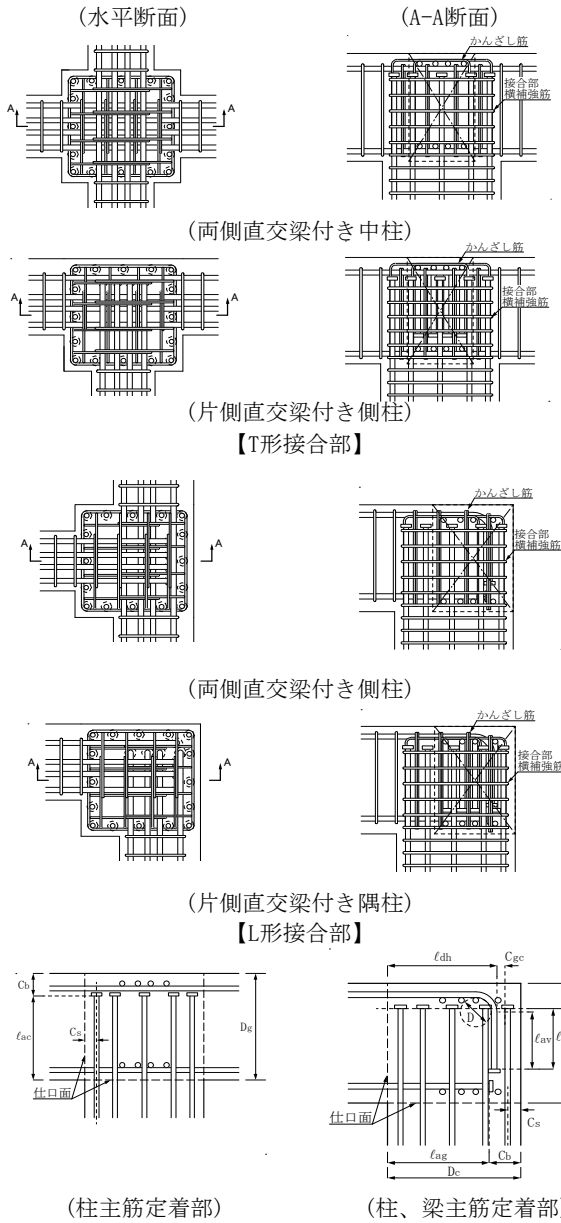 (水平断面)
(A-A断面)
A
A
かんざし筋
接合部
横補強筋
(両側直交梁付き中柱)
A
A
かんざし筋
接合部
横補強筋
(片側直交梁付き側柱)
【T形接合部】
A
A
かんざし筋
接合部
横補強筋
(両側直交梁付き側柱)
A
A
かんざし筋
接合部
横補強筋
(片側直交梁付き隅柱)
【L形接合部】
Cb
ℓac
Cs
Dg
仕口面
(柱主筋定着部)
ℓdh
Cgc
D
ℓav
仕口面
Cs
ℓag
Cb
Dc
(柱、梁主筋定着部)